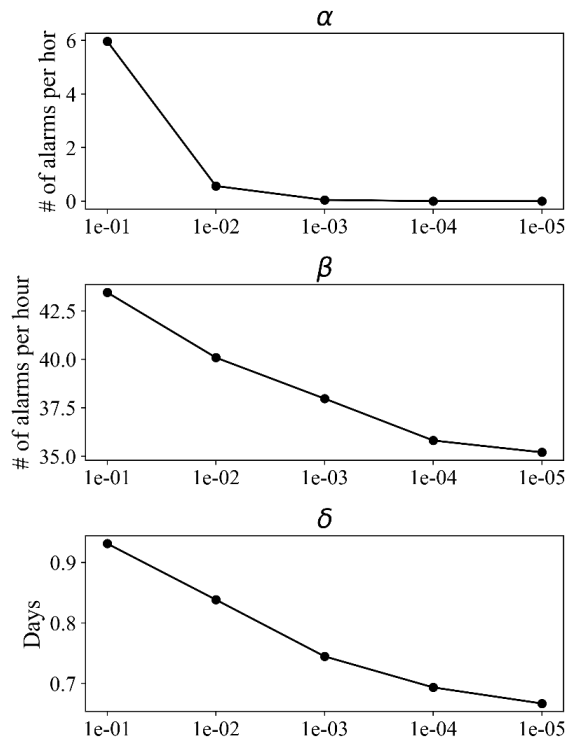 α
# of alarms per hor
6
4
2
0
1e-01 1e-02 1e-03 1e-04 1e-05
β
# of alarms per hour
42.5
40.0
37.5
35.0
1e-01 1e-02 1e-03 1e-04 1e-05
δ
Days
0.9
0.8
0.7
1e-01 1e-02 1e-03 1e-04 1e-05